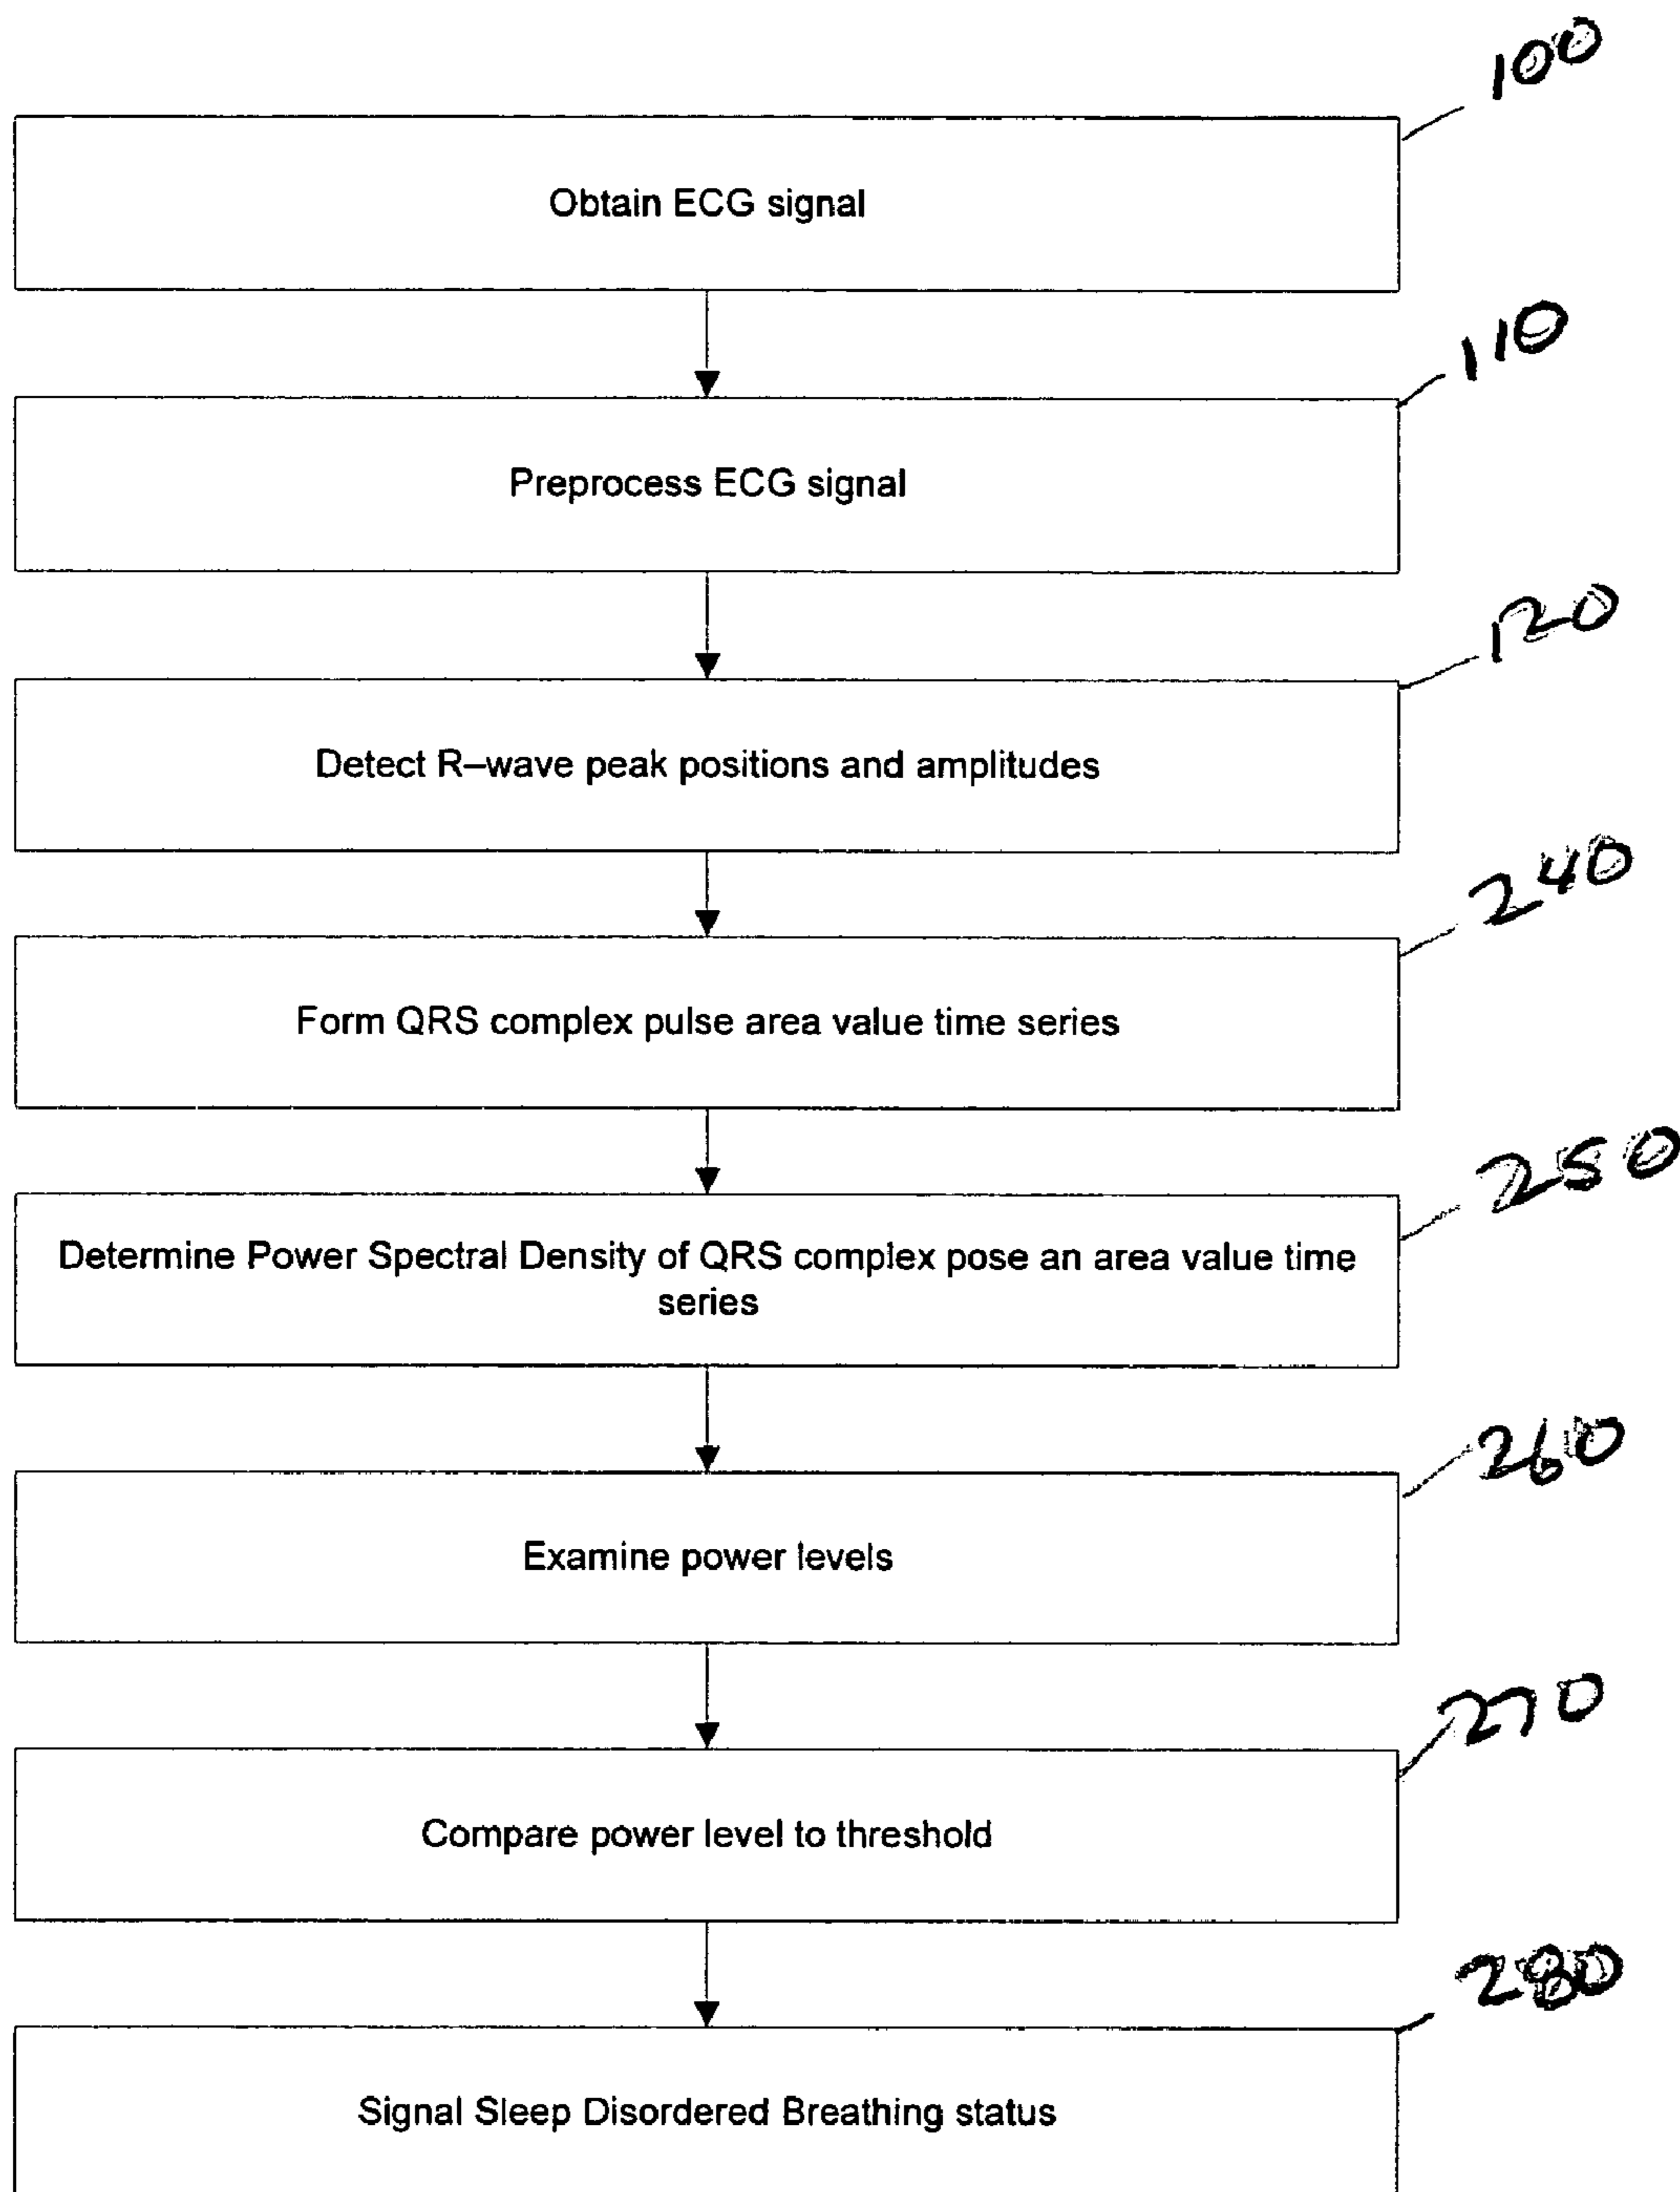 100
Obtain ECG signal
110
Preprocess ECG signal
120
Detect R–wave peak positions and amplitudes
240
Form QRS complex pulse area value time series
250
Determine Power Spectral Density of QRS complex pose an area value time
series
260
Examine power levels
270
Compare power level to threshold
280
Signal Sleep Disordered Breathing status